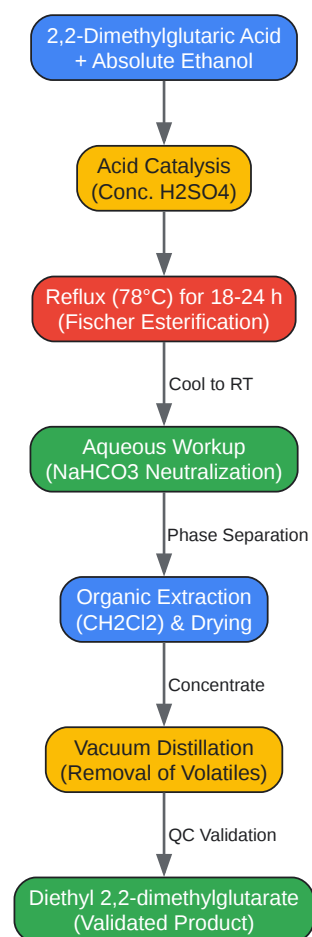 2,2-Dimethylglutaric Acid
+ Absolute Ethanol
Acid Catalysis
(Conc. H2SO4)
Reflux (78°C) for 18-24 h
(Fischer Esterification)
Cool to RT
Aqueous Workup
(NaHCO3 Neutralization)
Phase Separation
Organic Extraction
(CH2Cl2) & Drying
Concentrate
Vacuum Distillation
(Removal of Volatiles)
QC Validation
Diethyl 2,2-dimethylglutarate
(Validated Product)